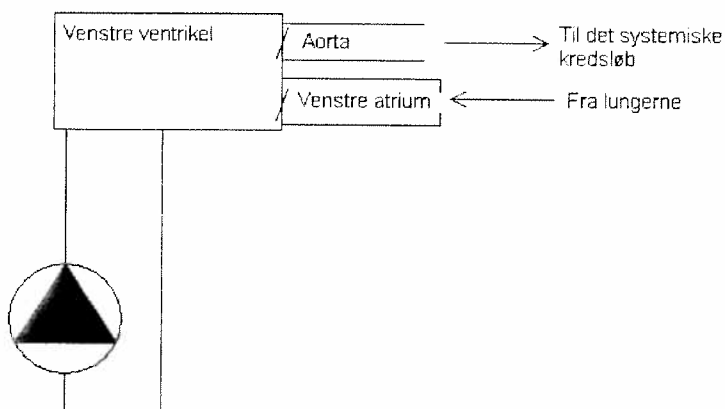 Venstre ventrikel
Aorta
Til det systemiske
kredsløb
Venstre atrium
Fra lungerne